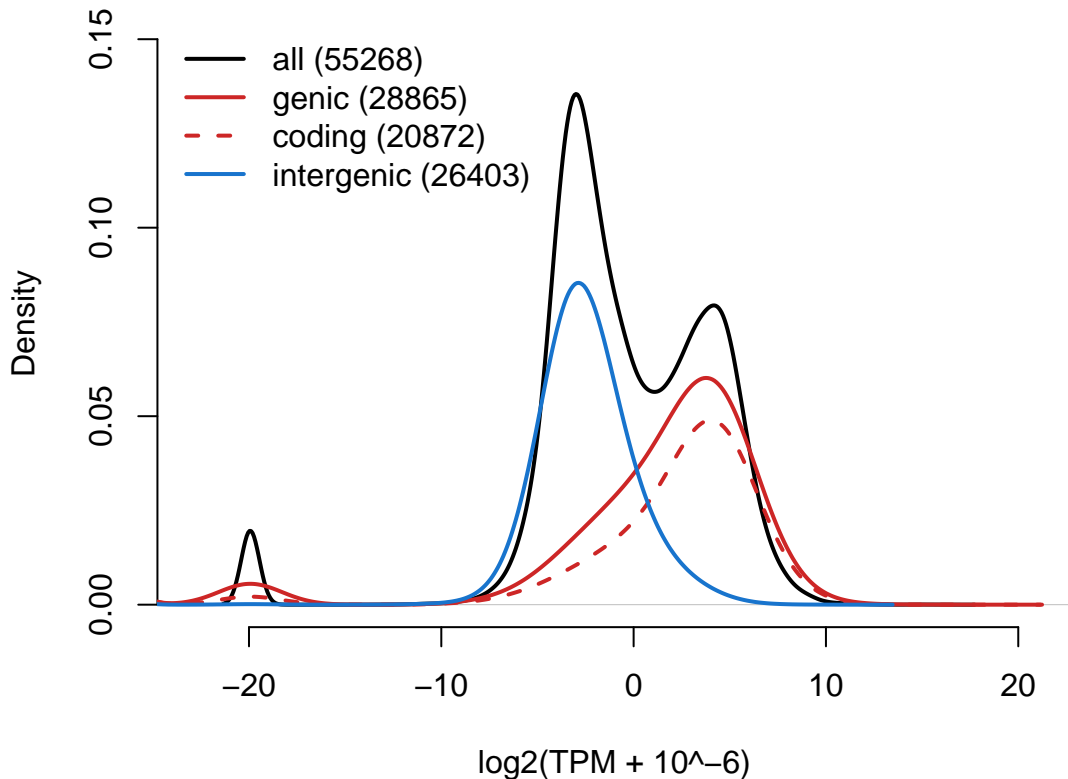 all (55268)
genic (28865)
coding (20872)
intergenic (26403)
Density
0.15
0.10
0.05
0.00
−20
−10
0
10
20
log2(TPM + 10^−6)